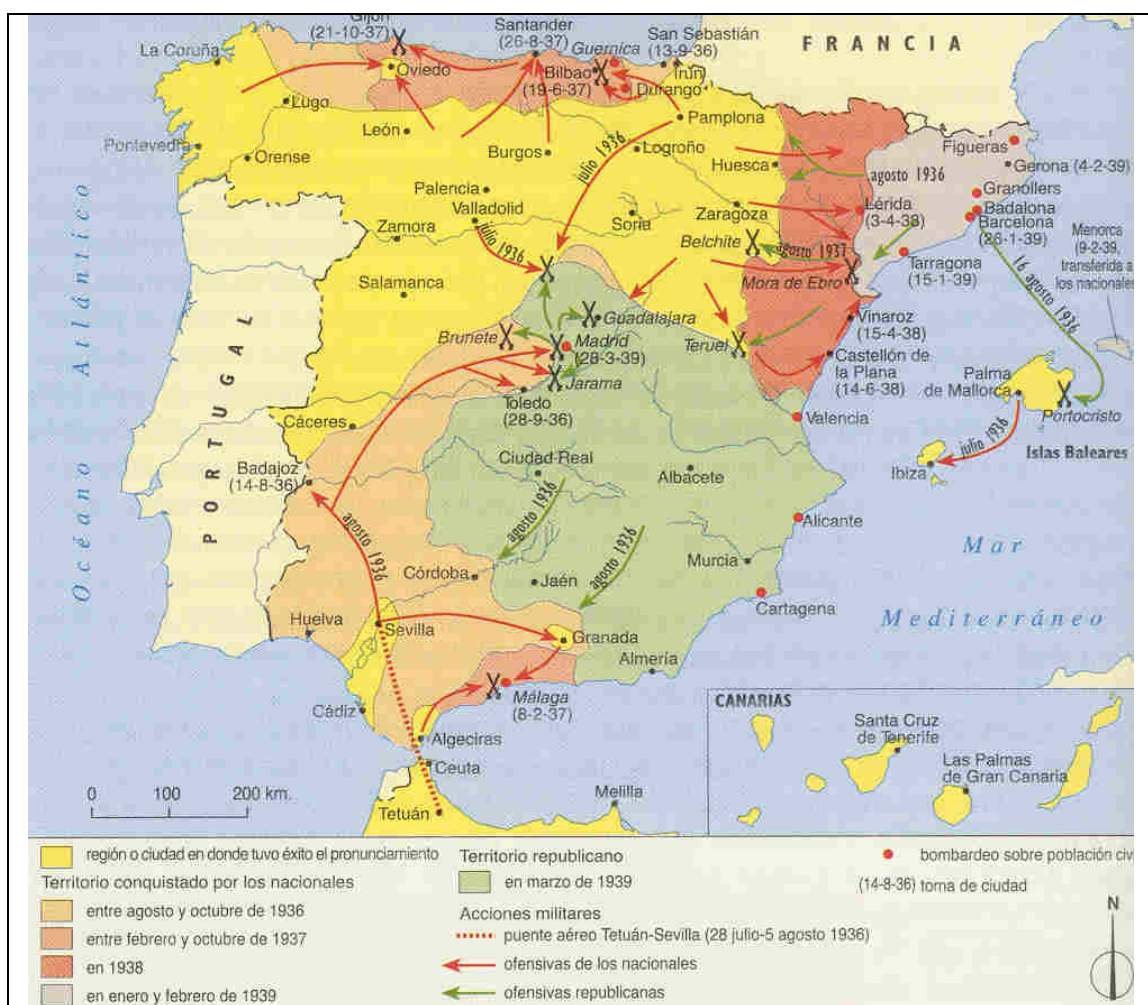 Gijón
(21-10-37)
Santander
(26-8-37)
Guernica
San Sebastián
(13-9-36)
FRANCIA
La Coruña
Oviedo
Bilbao
(19-6-37)
Irún
Durango
Lugo
León
Pamplona
Pontevedra
Orense
Burgos
Logroño
Huesca
Figueras
Gerona (4-2-39)
julio 1936
agosto 1936
Palencia
Valladolid
Granollers
Badalona
Barcelona
(26-1-39)
Zamora
Soria
Zaragoza
Lérida
(3-4-38)
julio 1936
Belchite
agosto 1937
Menorca
(9-2-39,
transferida a
los nacionales)
Tarragona
(15-1-39)
16 agosto 1936
Salamanca
Mora de Ebro
Océano Atlántico
Guadalajara
Vinaroz
(15-4-38)
Brunete
Madrid
(28-3-39)
Teruel
Castellón de
la Plana
(14-6-38)
Jarama
Palma
de Mallorca
Portocristo
PORTUGAL
Toledo
(28-9-36)
Cáceres
Valencia
julio 1936
Islas Baleares
Ibiza
Badajoz
(14-8-36)
Ciudad-Real
Albacete
agosto 1936
agosto 1936
agosto 1936
Alicante
Mar
Mediterráneo
Murcia
Córdoba
Jaén
Cartagena
Huelva
Sevilla
Granada
Almería
Málaga
(8-2-37)
Cádiz
Algeciras
Ceuta
CANARIAS
Santa Cruz
de Tenerife
Las Palmas
de Gran Canaria
0 100 200 km.
Tetuán
Melilla
región o ciudad en donde tuvo éxito el pronunciamiento
Territorio conquistado por los nacionales
entre agosto y octubre de 1936
entre febrero y octubre de 1937
en 1938
en enero y febrero de 1939
Territorio republicano
en marzo de 1939
Acciones militares
puente aéreo Tetuán-Sevilla (28 julio-5 agosto 1936)
ofensivas de los nacionales
ofensivas republicanas
bombardeo sobre población civi
(14-8-36) toma de ciudad
N